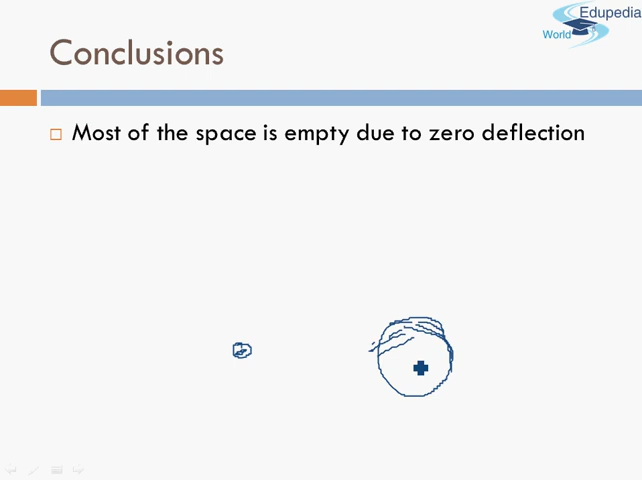 Edupedia
World
Conclusions
Most of the space is empty due to zero deflection